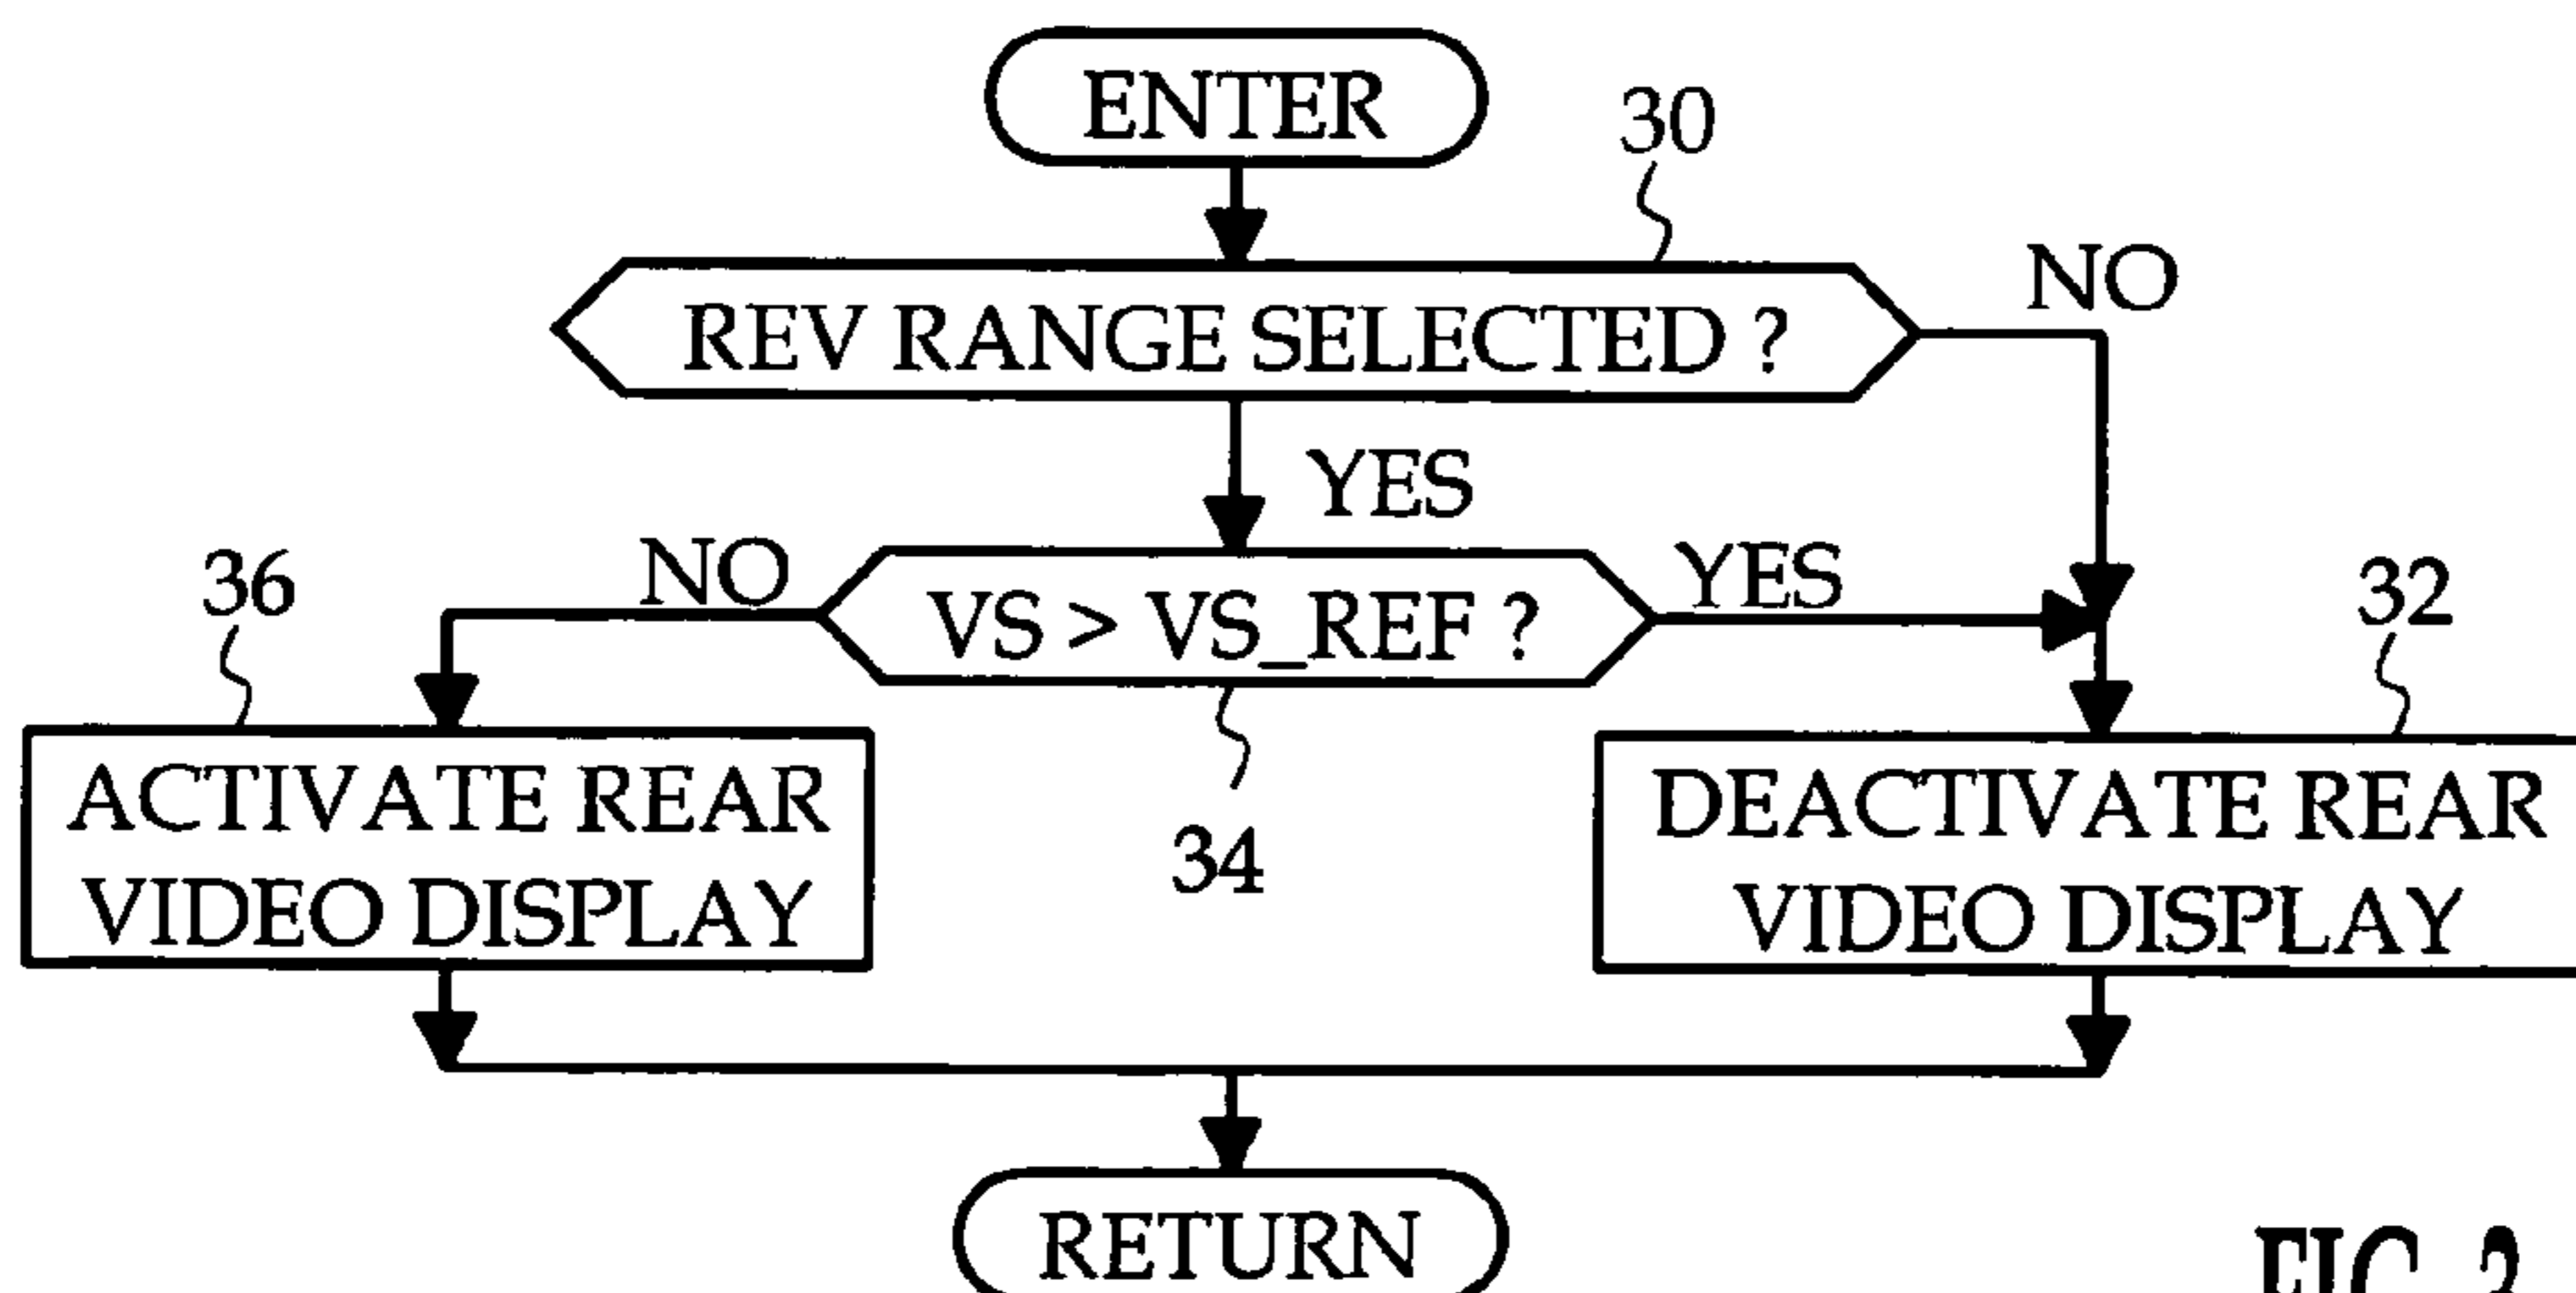 ENTER
30
REV RANGE SELECTED ?
NO
YES
NO
VS > VS_REF ?
YES
36
32
34
ACTIVATE REAR
VIDEO DISPLAY
DEACTIVATE REAR
VIDEO DISPLAY
RETURN